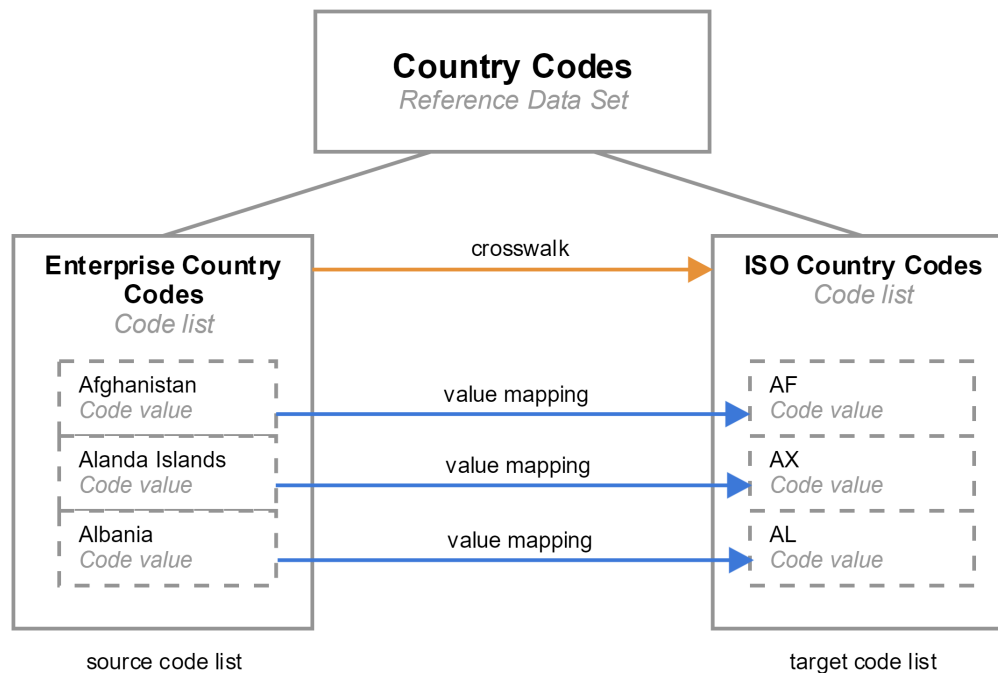 Country Codes
Reference Data Set
crosswalk
Enterprise Country
Codes
Code list
ISO Country Codes
Code list
Afghanistan
Code value
value mapping
AF
Code value
Alanda Islands
Code value
value mapping
AX
Code value
Albania
Code value
value mapping
AL
Code value
source code list
target code list